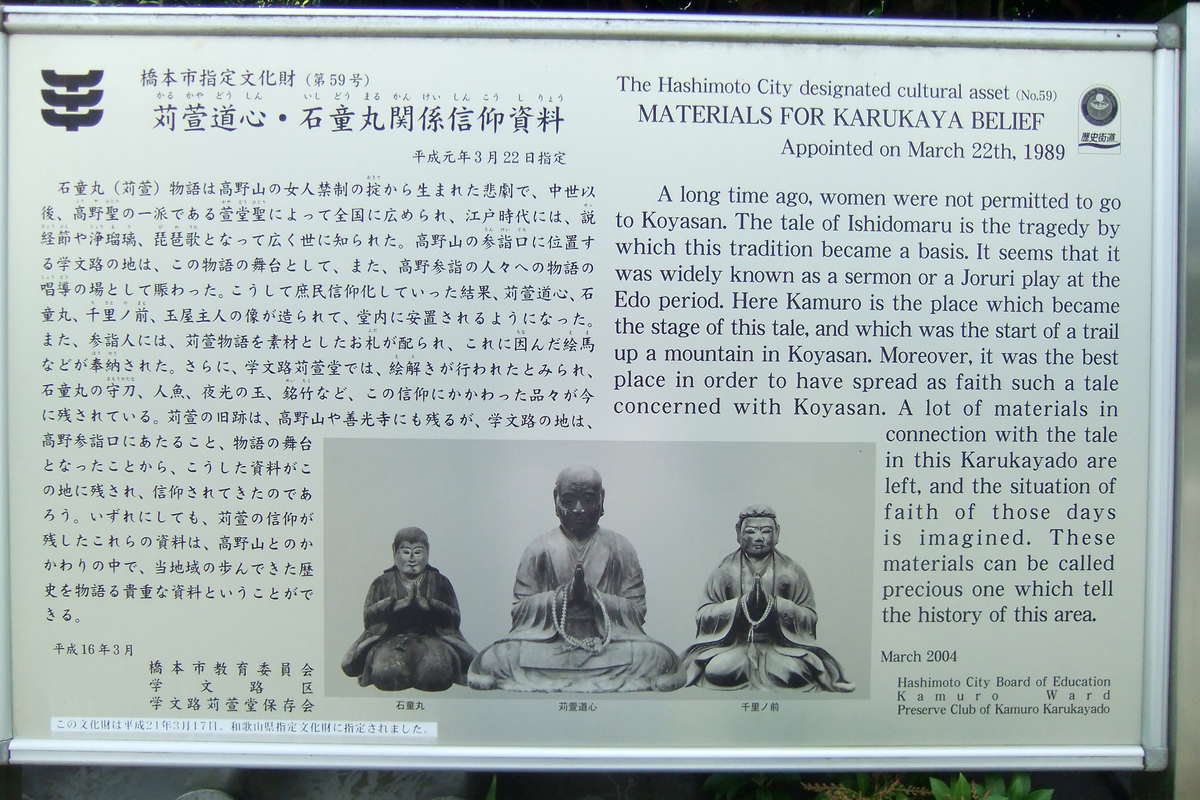 橋本市指定文化財（第59号）
苅萱道心・石童丸関係信仰資料
かるかやどうしん いしどうまるかんけいしんこうしりょう
平成元年3月22日指定
石童丸（苅萱）物語は高野山の女人禁制の掟から生まれた悲劇で、中世以
後、高野聖の一派である萱堂聖によって全国に広められ、江戸時代には、説
経節や浄瑠璃、琵琶歌となって広く世に知られた。高野山の参詣口に位置す
る学文路の地は、この物語の舞台として、また、高野参詣の人々への物語の
唱導の場として賑わった。こうして庶民信仰化していった結果、苅萱道心、石
童丸、千里ノ前、玉屋主人の像が造られて、堂内に安置されるようになった。
また、参詣人には、苅萱物語を素材としたお札が配られ、これに因んだ絵馬
などが奉納された。さらに、学文路苅萱堂では、絵解きが行われたとみられ、
石童丸の守刀、人魚、夜光の玉、銘竹など、この信仰にかかわった品々が今
に残されている。苅萱の旧跡は、高野山や善光寺にも残るが、学文路の地は、
高野参詣口にあたること、物語の舞台
となったことから、こうした資料がこ
の地に残され、信仰されてきたのであ
ろう。いずれにしても、苅萱の信仰が
残したこれらの資料は、高野山とのか
かわりの中で、当地域の歩んできた歴
史を物語る貴重な資料ということがで
きる。
平成16年3月
橋本市教育委員会
学文路区
学文路苅萱堂保存会
この文化財は平成21年3月17日、和歌山県指定文化財に指定されました。
石童丸
苅萱道心
千里ノ前
The Hashimoto City designated cultural asset (No.59)
MATERIALS FOR KARUKAYA BELIEF
Appointed on March 22th, 1989
歴史街道
A long time ago, women were not permitted to go
to Koyasan. The tale of Ishidomaru is the tragedy by
which this tradition became a basis. It seems that it
was widely known as a sermon or a Joruri play at the
Edo period. Here Kamuro is the place which became
the stage of this tale, and which was the start of a trail
up a mountain in Koyasan. Moreover, it was the best
place in order to have spread as faith such a tale
concerned with Koyasan. A lot of materials in
connection with the tale
in this Karukayado are
left, and the situation of
faith of those days
is imagined. These
materials can be called
precious one which tell
the history of this area.
March 2004
Hashimoto City Board of Education
Kamuro Ward
Preserve Club of Kamuro Karukayado